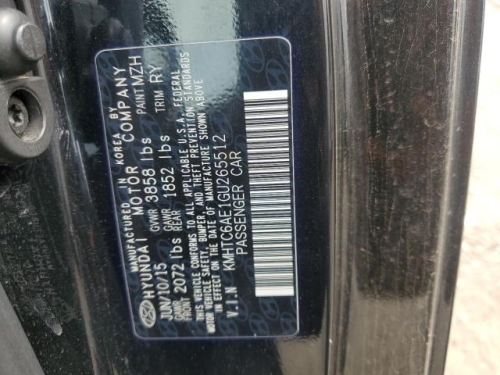 MANUFACTURED IN KOREA BY
HYUNDAI MOTOR COMPANY
JUN/10/15 GVWR 3858 lbs PAINT MZH
GAWR FRONT 2072 lbs GAWR REAR 1852 lbs TRIM RY
THIS VEHICLE CONFORMS TO ALL APPLICABLE U.S.A. FEDERAL
MOTOR VEHICLE SAFETY, BUMPER, AND THEFT PREVENTION STANDARDS
IN EFFECT ON THE DATE OF MANUFACTURE SHOWN ABOVE
V.I.N KMHTC6AE1GU265512
PASSENGER CAR